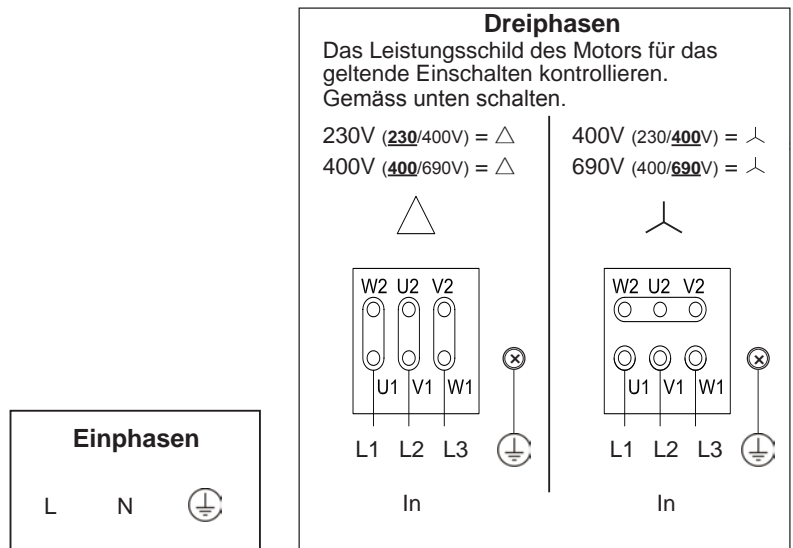 Dreiphasen
Das Leistungsschild des Motors für das
geltende Einschalten kontrollieren.
Gemäss unten schalten.
230V (230/400V) = △
400V (400/690V) = △
W2 U2 V2
U1 V1 W1
L1 L2 L3
In
400V (230/400V) = ⅄
690V (400/690V) = ⅄
W2 U2 V2
U1 V1 W1
L1 L2 L3
In
Einphasen
L N